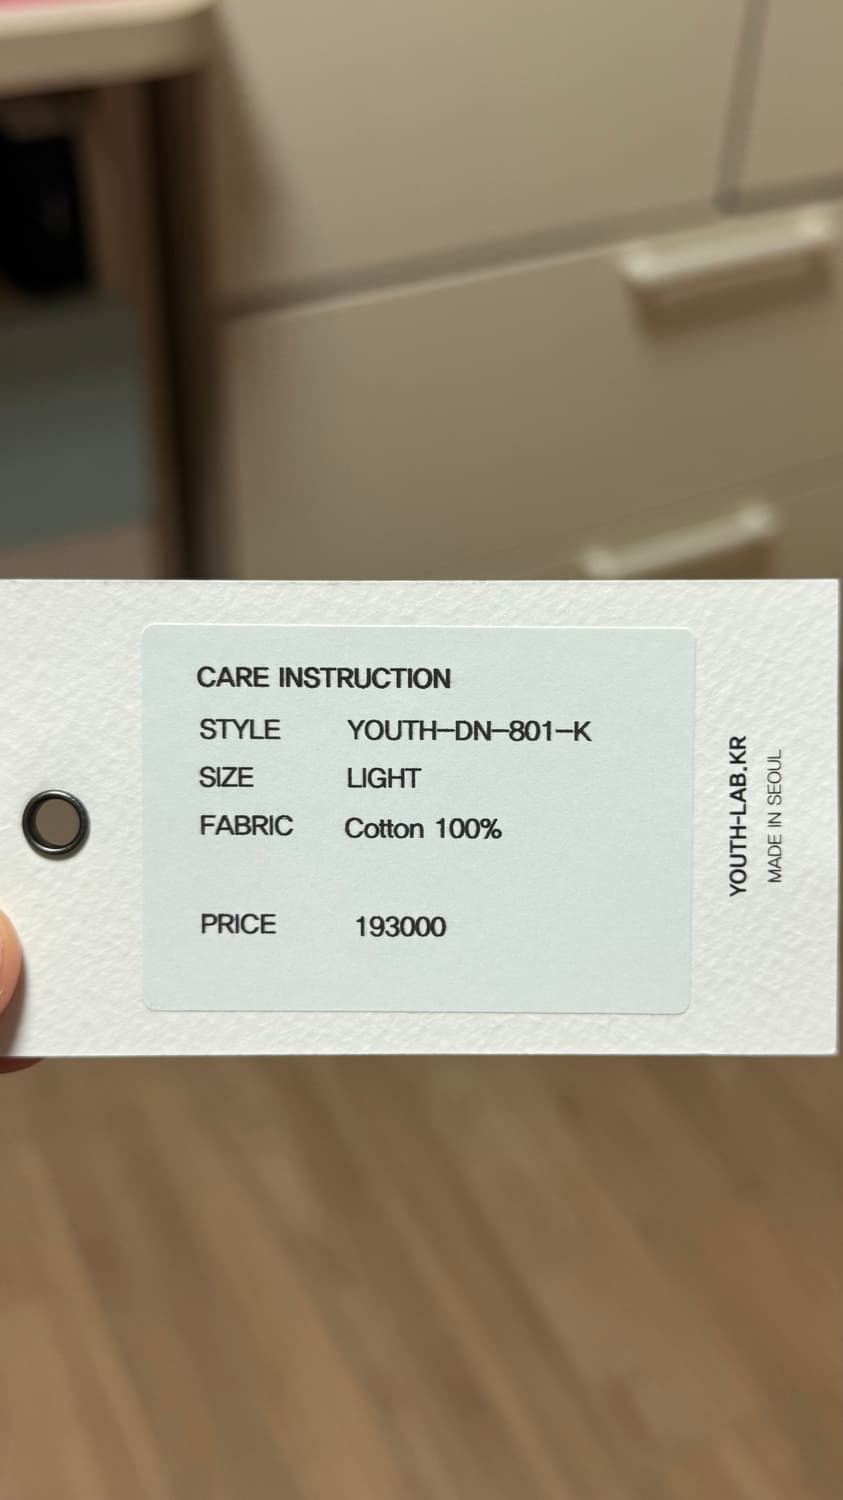 CARE INSTRUCTION
STYLE YOUTH-DN-801-K
SIZE LIGHT
FABRIC Cotton 100%
PRICE 193000
YOUTH-LAB.KR
MADE IN SEOUL